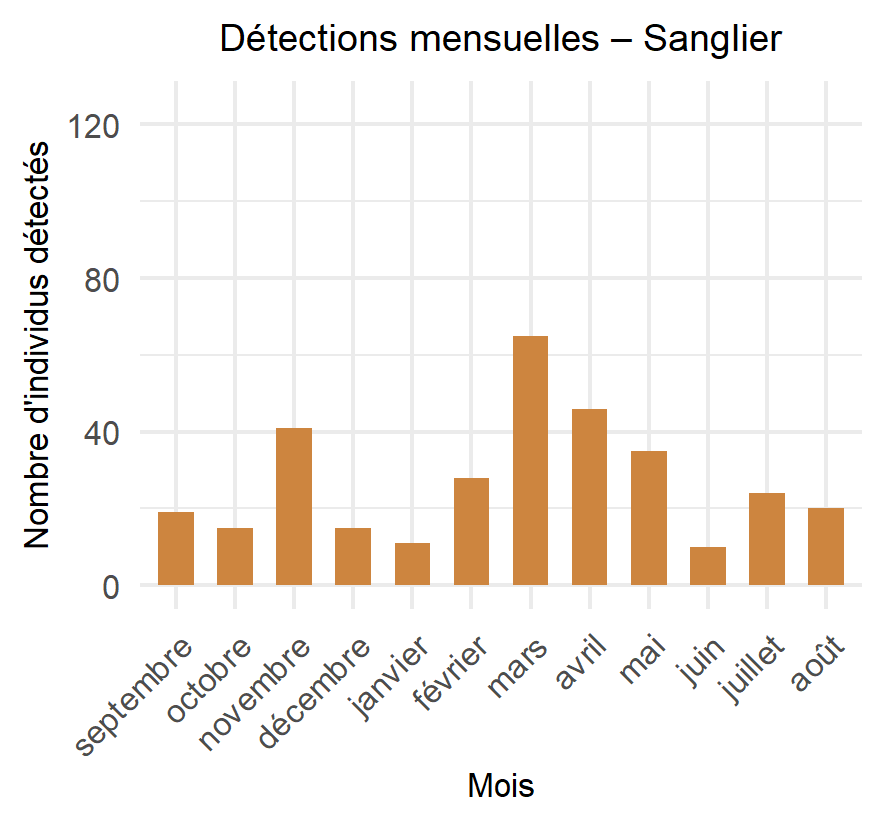 Détections mensuelles – Sanglier
Nombre d'individus détectés
120
80
40
0
septembre
octobre
novembre
décembre
janvier
février
mars
avril
mai
juin
juillet
août
Mois